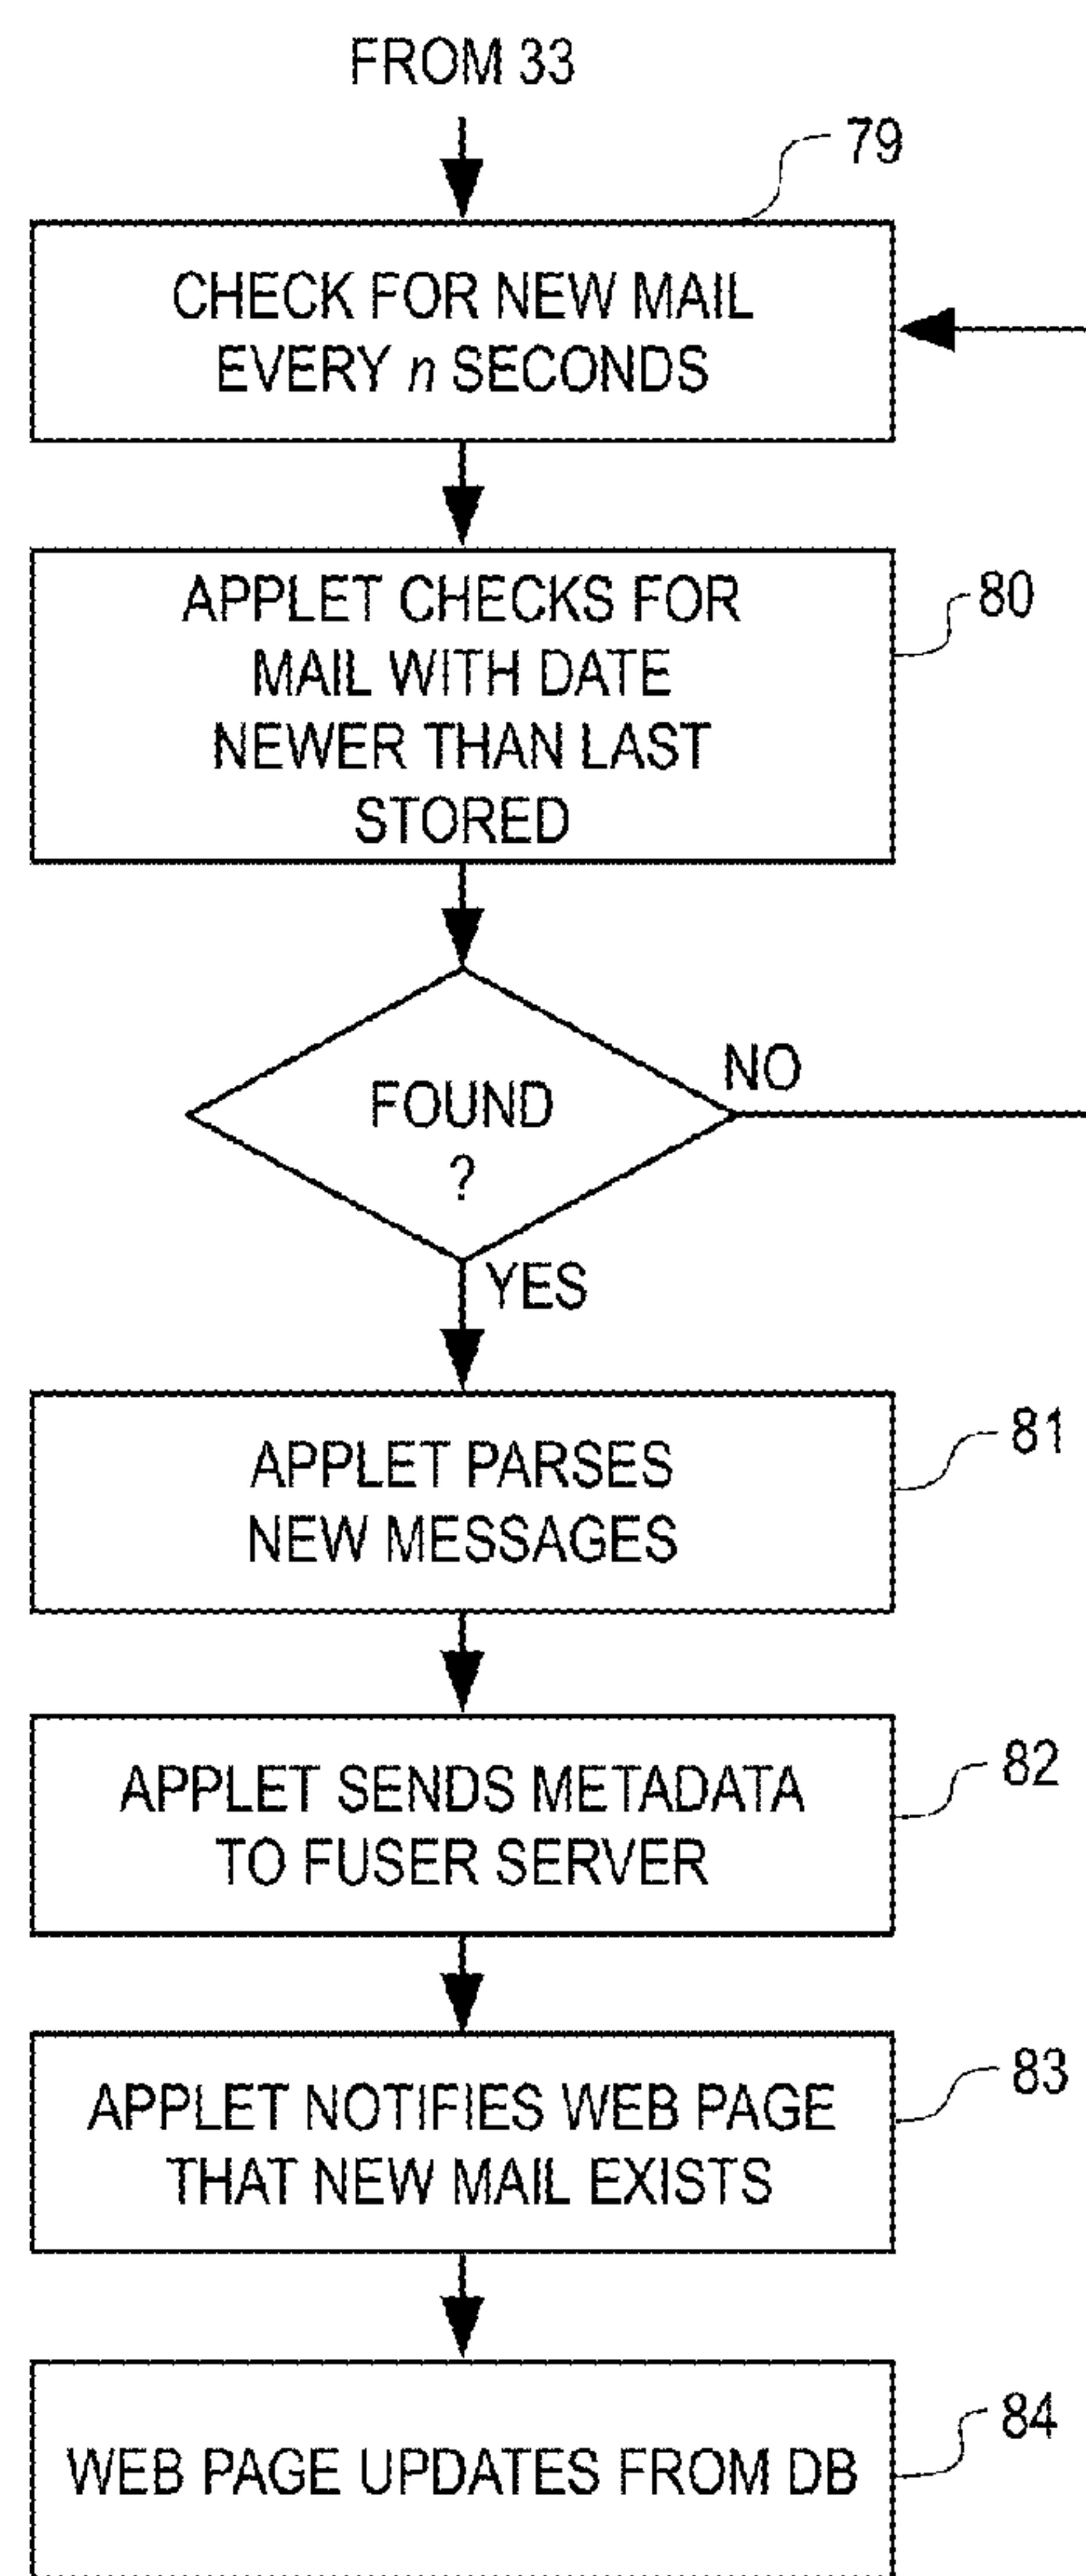 FROM 33
79
CHECK FOR NEW MAIL
EVERY n SECONDS
APPLET CHECKS FOR
MAIL WITH DATE
NEWER THAN LAST
STORED
80
FOUND
?
NO
YES
APPLET PARSES
NEW MESSAGES
81
APPLET SENDS METADATA
TO FUSER SERVER
82
APPLET NOTIFIES WEB PAGE
THAT NEW MAIL EXISTS
83
WEB PAGE UPDATES FROM DB
84